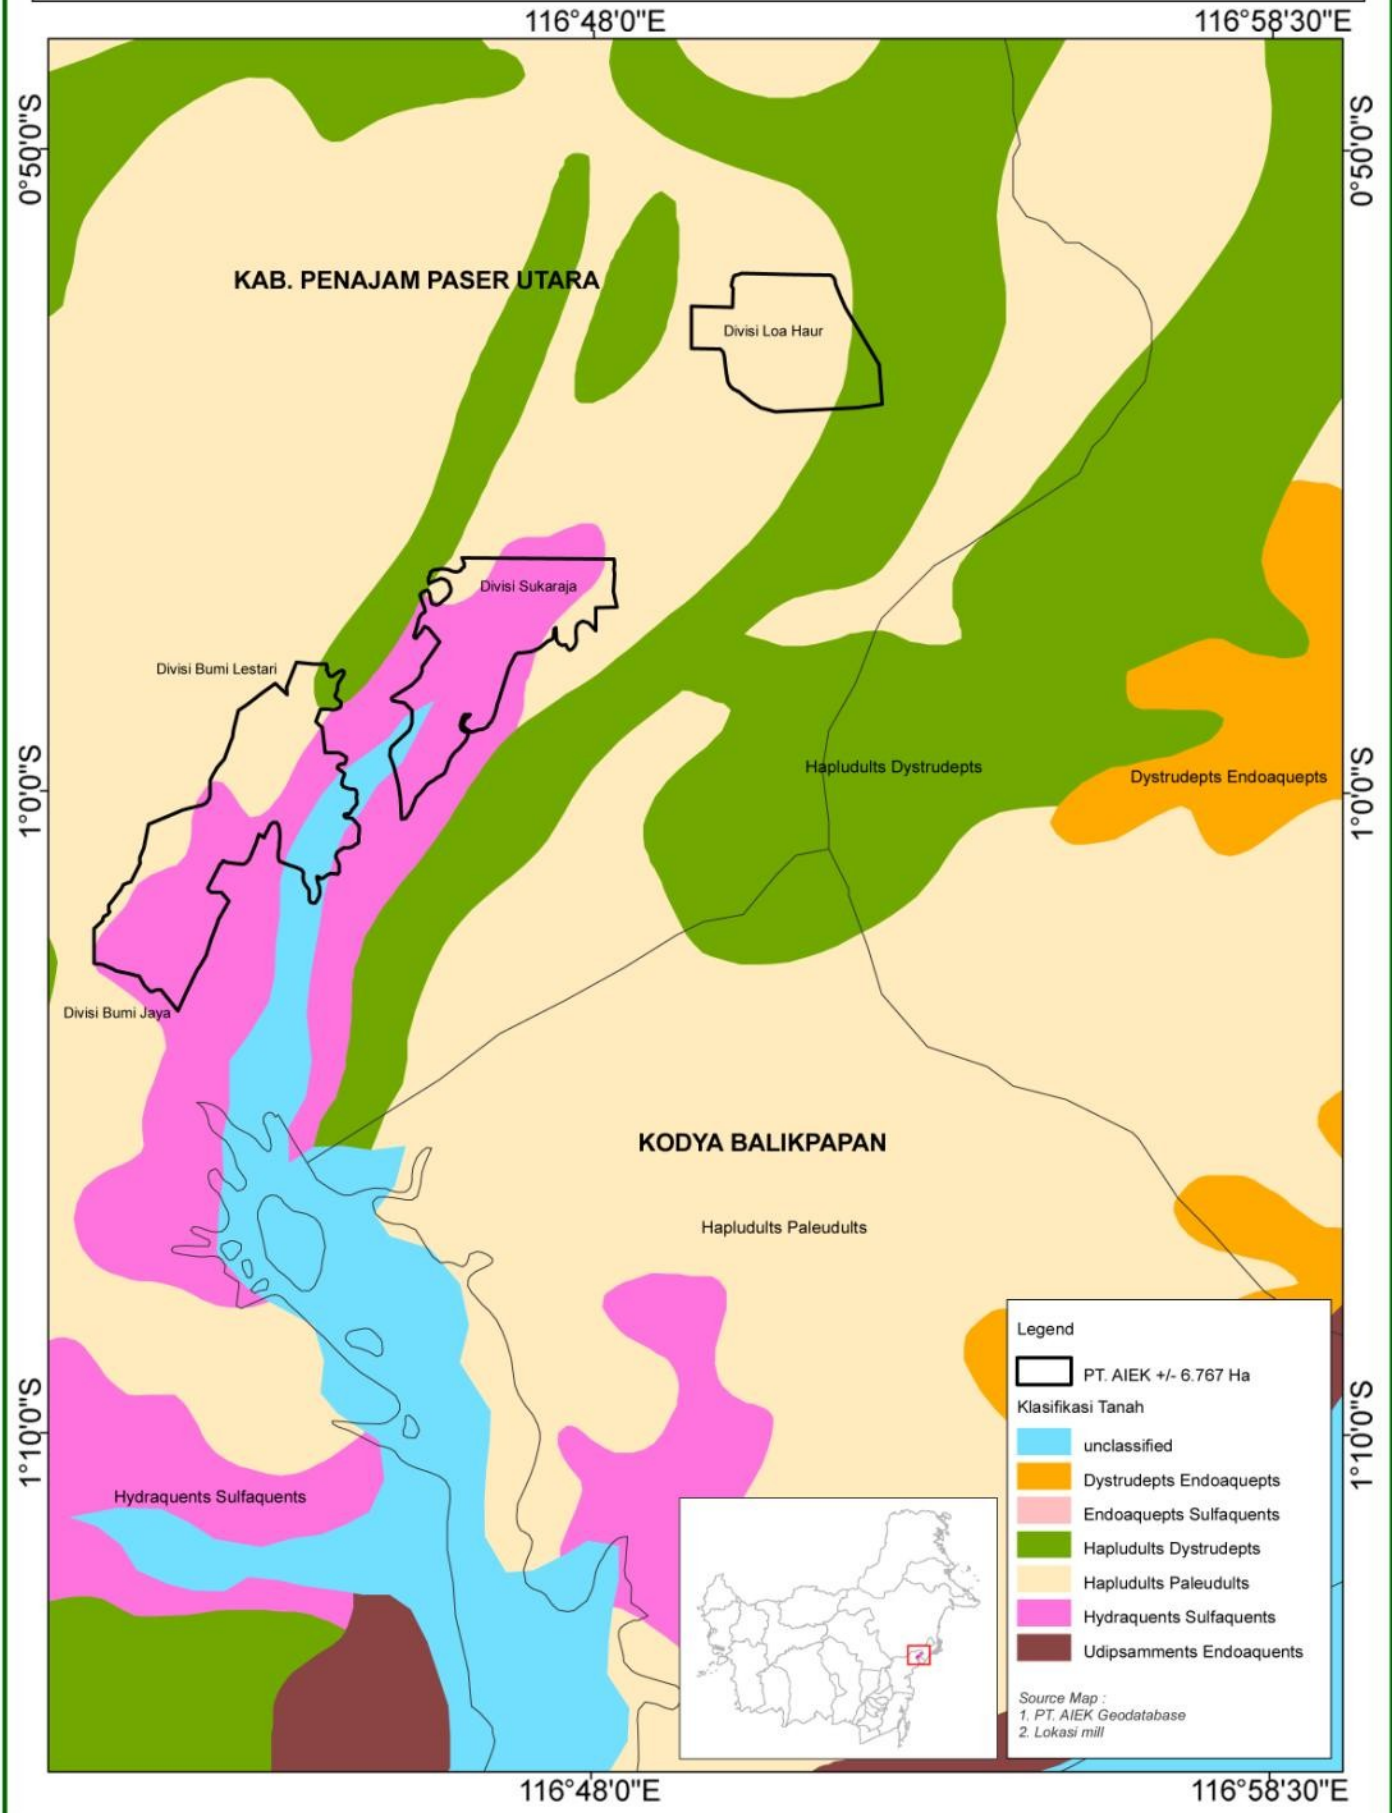 116°48'0"E
116°58'30"E
0°50'0"S
0°50'0"S
KAB. PENAJAM PASER UTARA
Divisi Loa Haur
Divisi Sukaraja
Divisi Bumi Lestari
Hapludults Dystrudepts
Dystrudepts Endoaquepts
1°0'0"S
1°0'0"S
Divisi Bumi Jaya
KODYA BALIKPAPAN
Hapludults Paleudults
1°10'0"S
1°10'0"S
Hydraquents Sulfaquents
Legend
PT. AIEK +/- 6.767 Ha
Klasifikasi Tanah
unclassified
Dystrudepts Endoaquepts
Endoaquepts Sulfaquents
Hapludults Dystrudepts
Hapludults Paleudults
Hydraquents Sulfaquents
Udipsamments Endoaquents
Source Map :
1. PT. AIEK Geodatabase
2. Lokasi mill
116°48'0"E
116°58'30"E